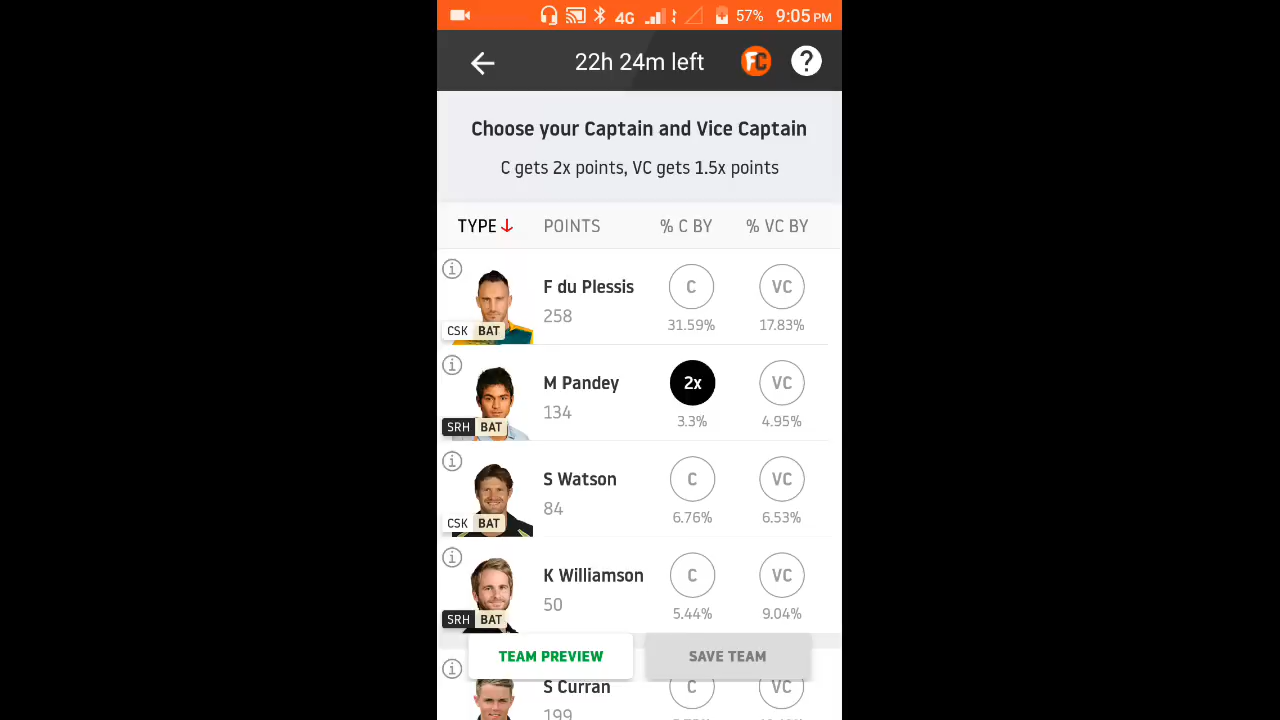 4G 57% 9:05 PM
22h 24m left FC ?
Choose your Captain and Vice Captain
C gets 2x points, VC gets 1.5x points
TYPE POINTS % C BY % VC BY
i F du Plessis C VC
258 31.59% 17.83%
CSK BAT
i M Pandey 2x VC
134 3.3% 4.95%
SRH BAT
i S Watson C VC
84 6.76% 6.53%
CSK BAT
i K Williamson C VC
50 5.44% 9.04%
SRH BAT
TEAM PREVIEW SAVE TEAM
i S Curran C VC
199